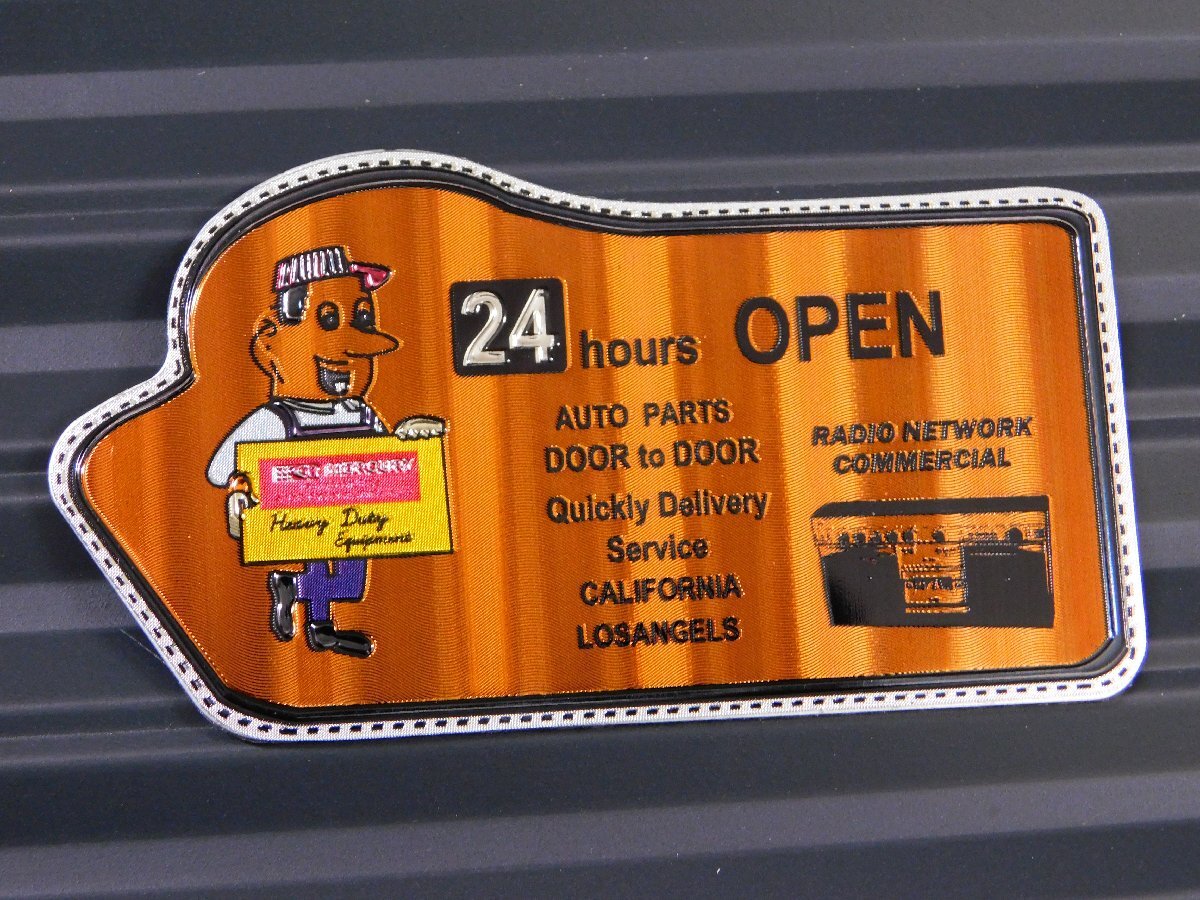 24 hours OPEN
AUTO PARTS
DOOR to DOOR
Quickly Delivery
Service
CALIFORNIA
LOSANGELS
RADIO NETWORK
COMMERCIAL
MERCURY
Heavy Duty
Equipment